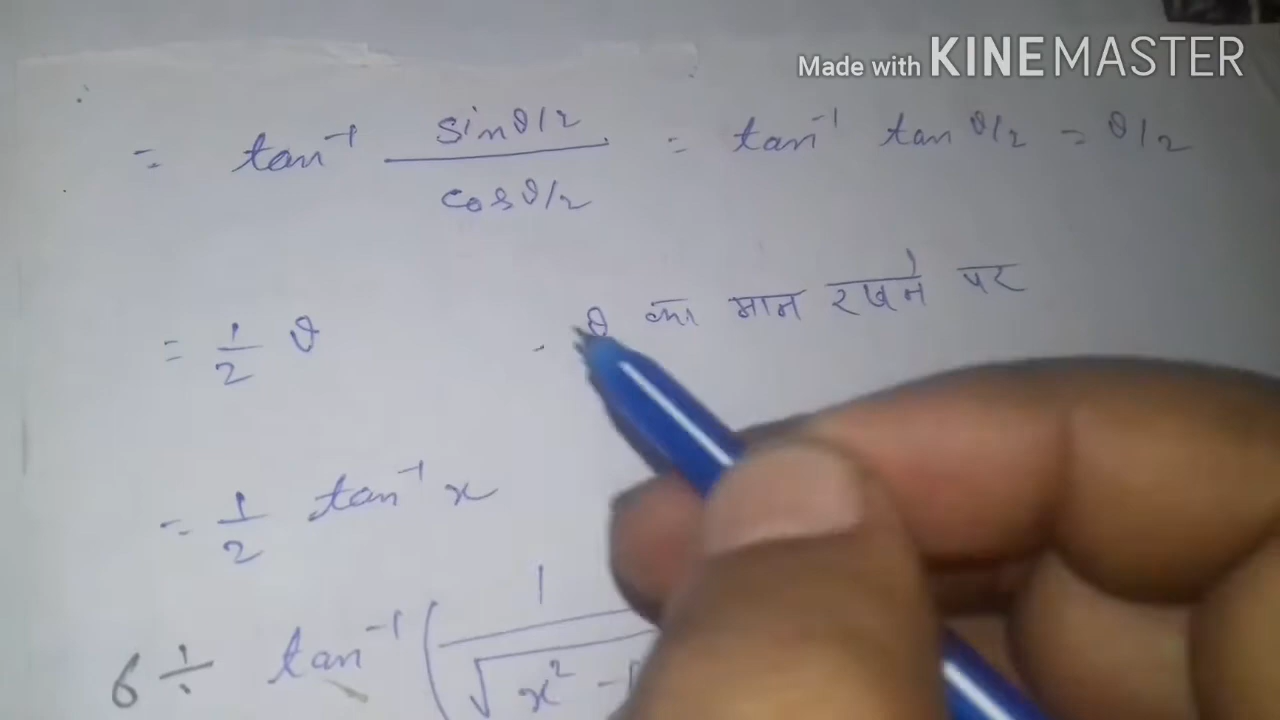 Made with KINEMASTER
= tan⁻¹ sinθ/2 / cosθ/2 = tan⁻¹ tan θ/2 = θ/2
= 1/2 θ . θ का मान रखने पर
= 1/2 tan⁻¹ x
6 ÷ tan⁻¹ ( 1 / √x² -